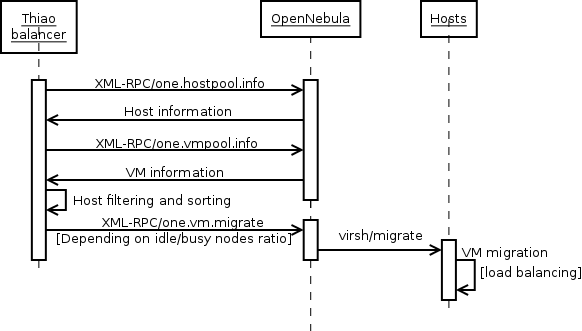 Thiao
balancer
OpenNebula
Hosts
XML-RPC/one.hostpool.info
Host information
XML-RPC/one.vmpool.info
VM information
Host filtering and sorting
XML-RPC/one.vm.migrate
[Depending on idle/busy nodes ratio]
virsh/migrate
VM migration
[load balancing]